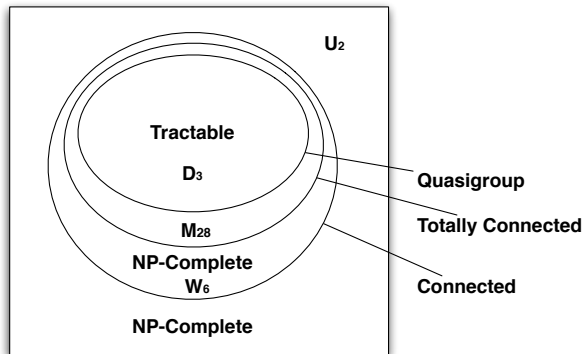 U₂
Tractable
D₃
Quasigroup
Totally Connected
M₂₈
NP-Complete
W₆
Connected
NP-Complete